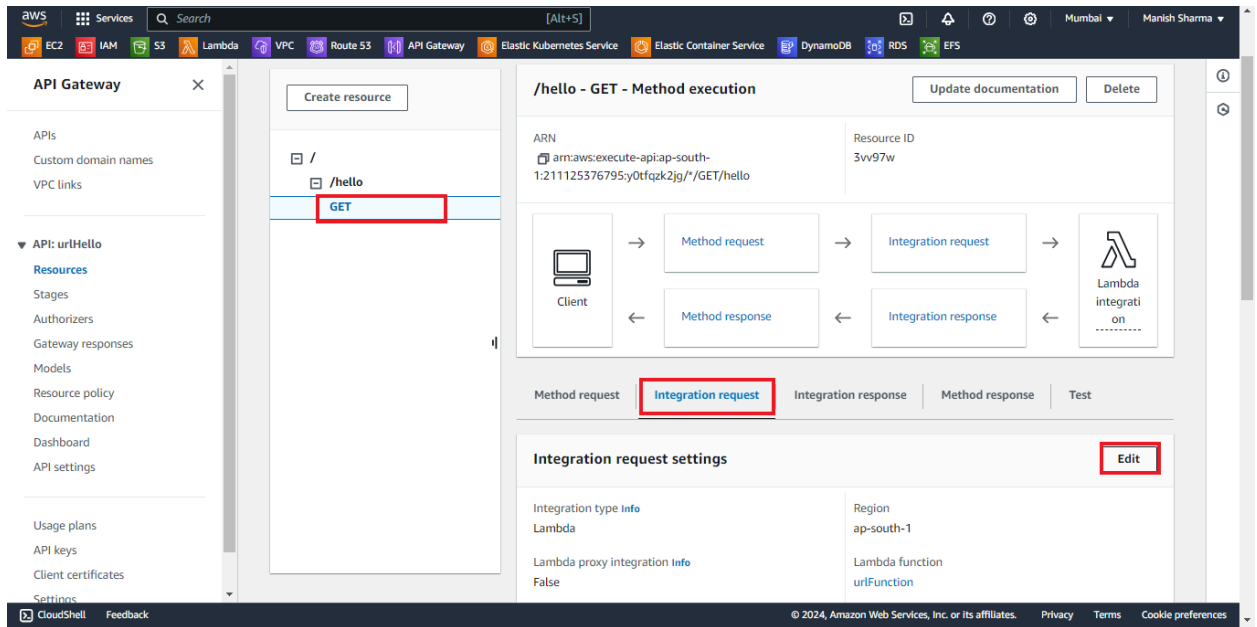 aws
Services
Search
[Alt+S]
Mumbai
Manish Sharma
EC2
IAM
S3
Lambda
VPC
Route 53
API Gateway
Elastic Kubernetes Service
Elastic Container Service
DynamoDB
RDS
EFS
API Gateway
APIs
Custom domain names
VPC links
API: urlHello
Resources
Stages
Authorizers
Gateway responses
Models
Resource policy
Documentation
Dashboard
API settings
Usage plans
API keys
Client certificates
Settings
Create resource
/
/hello
GET
/hello - GET - Method execution
Update documentation
Delete
ARN
arn:aws:execute-api:ap-south-
1:211125376795:y0tfqzk2jg/*/GET/hello
Resource ID
3vv97w
Client
Method request
Integration request
Method response
Integration response
Lambda
integrati
on
Method request
Integration request
Integration response
Method response
Test
Integration request settings
Edit
Integration type Info
Lambda
Region
ap-south-1
Lambda proxy integration Info
False
Lambda function
urlFunction
CloudShell
Feedback
© 2024, Amazon Web Services, Inc. or its affiliates.
Privacy
Terms
Cookie preferences